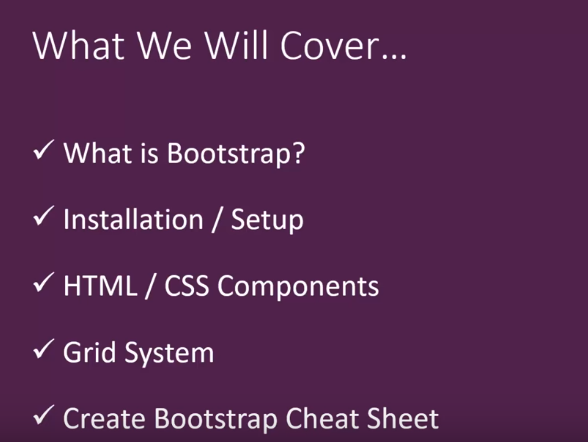 What We Will Cover...
✓ What is Bootstrap?
✓ Installation / Setup
✓ HTML / CSS Components
✓ Grid System
✓ Create Bootstrap Cheat Sheet